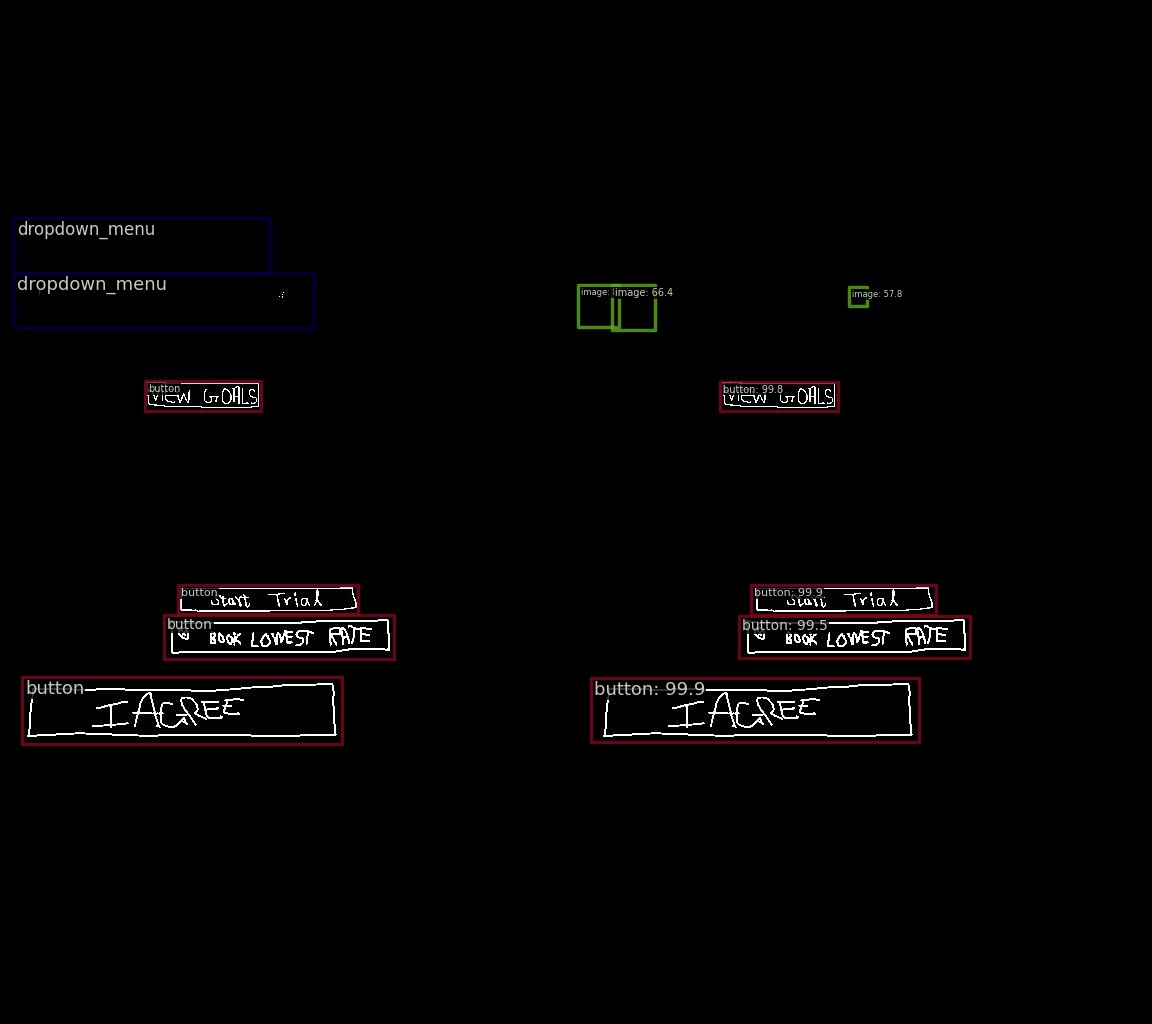 dropdown_menu
dropdown_menu
image: image: 66.4 image: 57.8
button button: 99.8
VIEW GOALS VIEW GOALS
button button: 99.9
Start Trial Start Trial
button button: 99.5
BOOK LOWEST RATE BOOK LOWEST RATE
button button: 99.9
I AGREE I AGREE